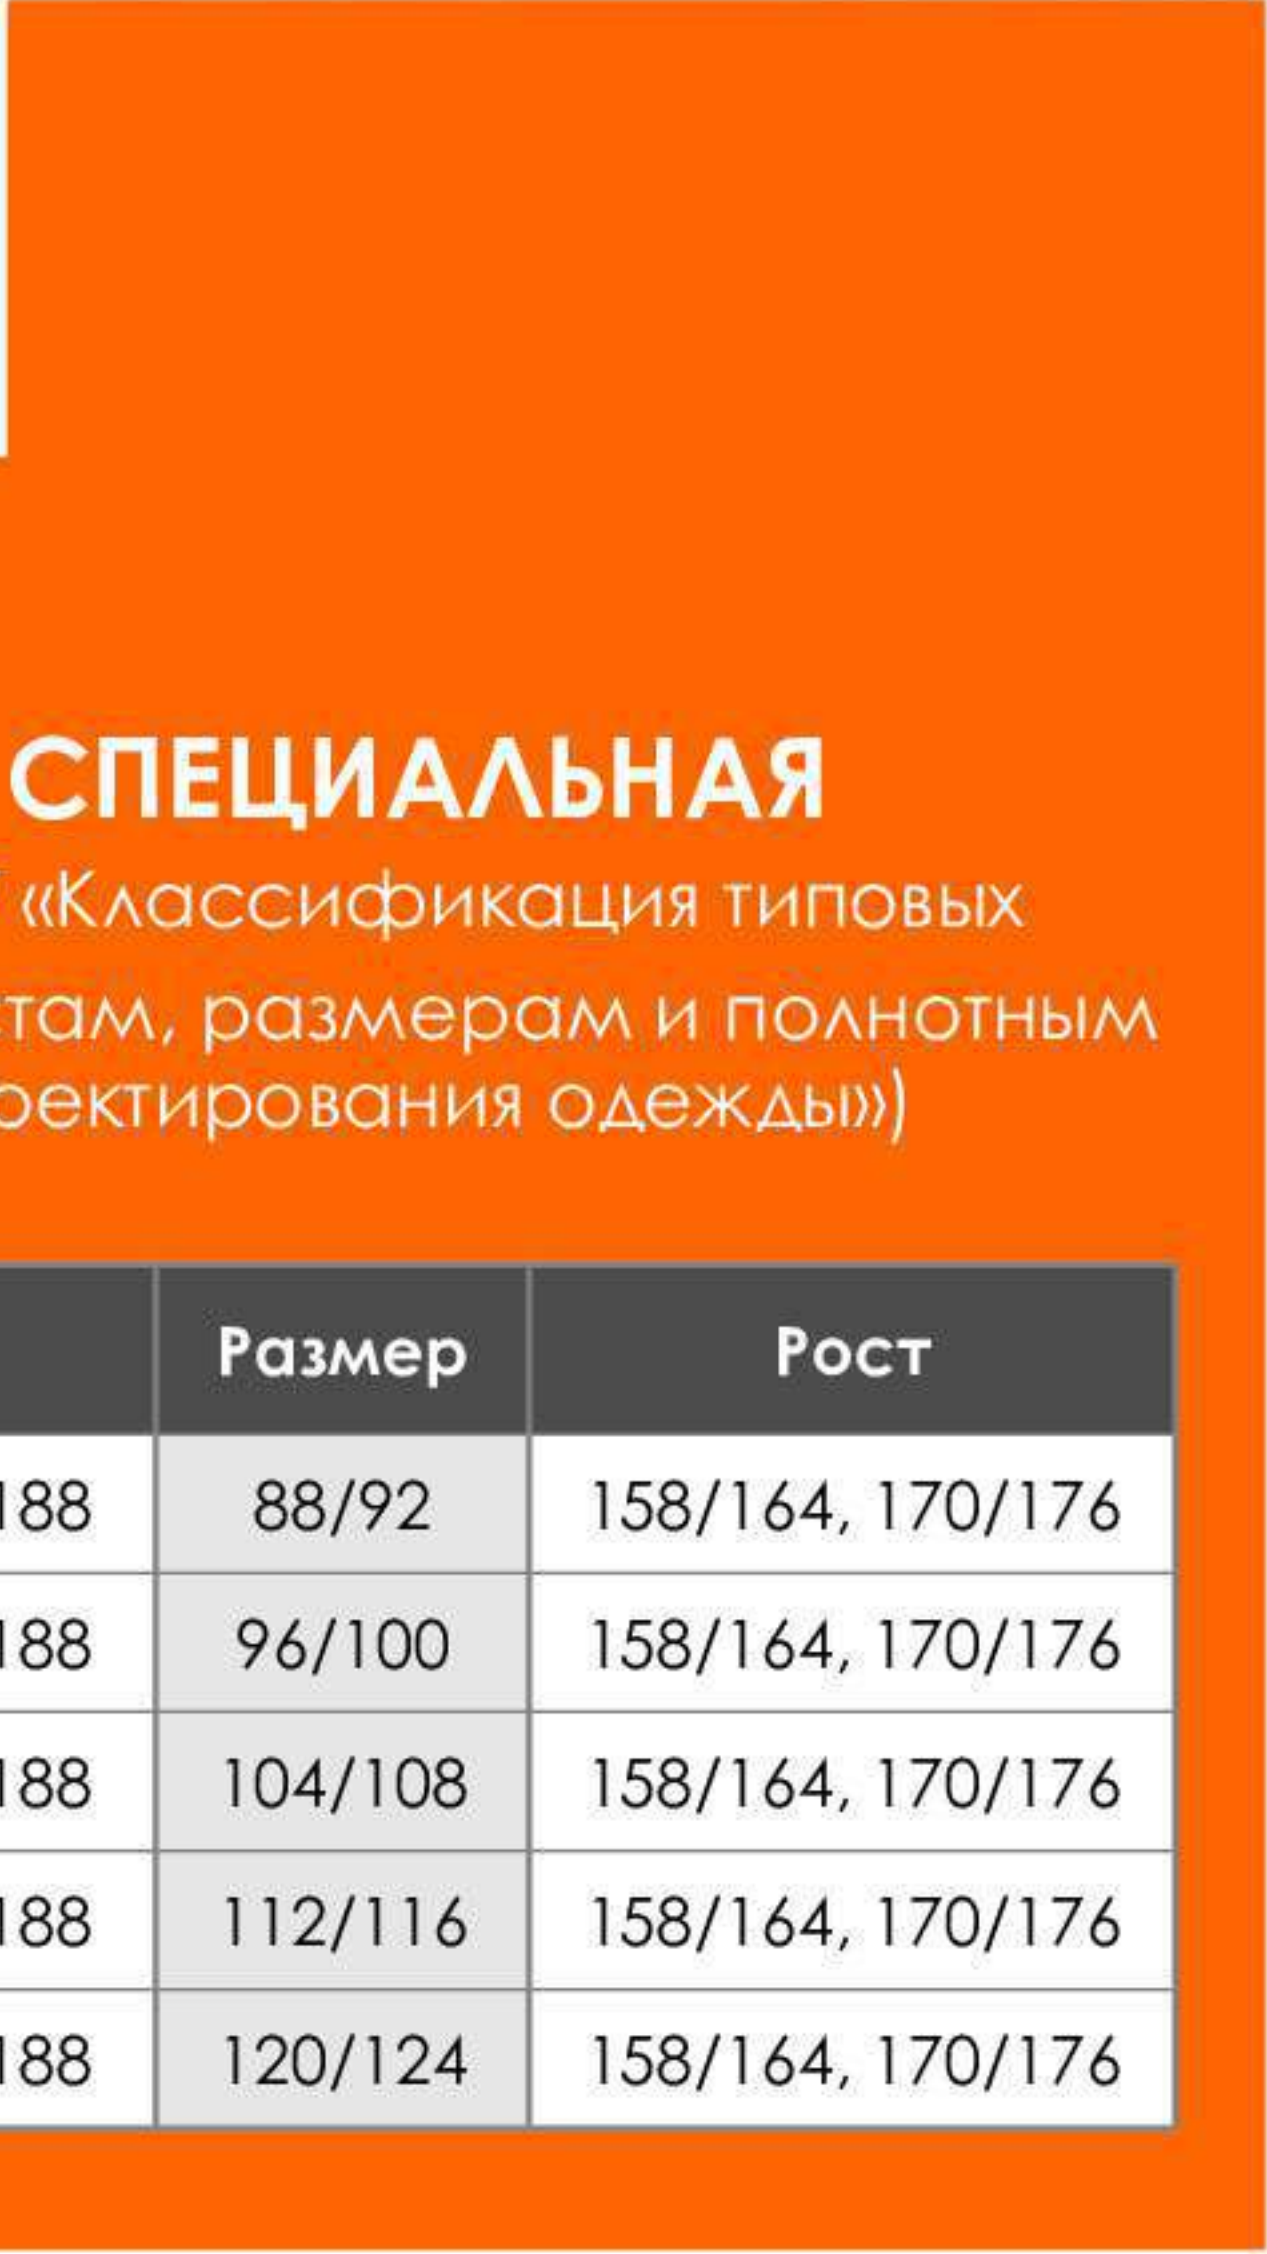 СПЕЦИАЛЬНАЯ
«Классификация типовых
размерам и полнотным
одежды»)
Размер Рост
188 88/92 158/164, 170/176
188 96/100 158/164, 170/176
188 104/108 158/164, 170/176
188 112/116 158/164, 170/176
188 120/124 158/164, 170/176